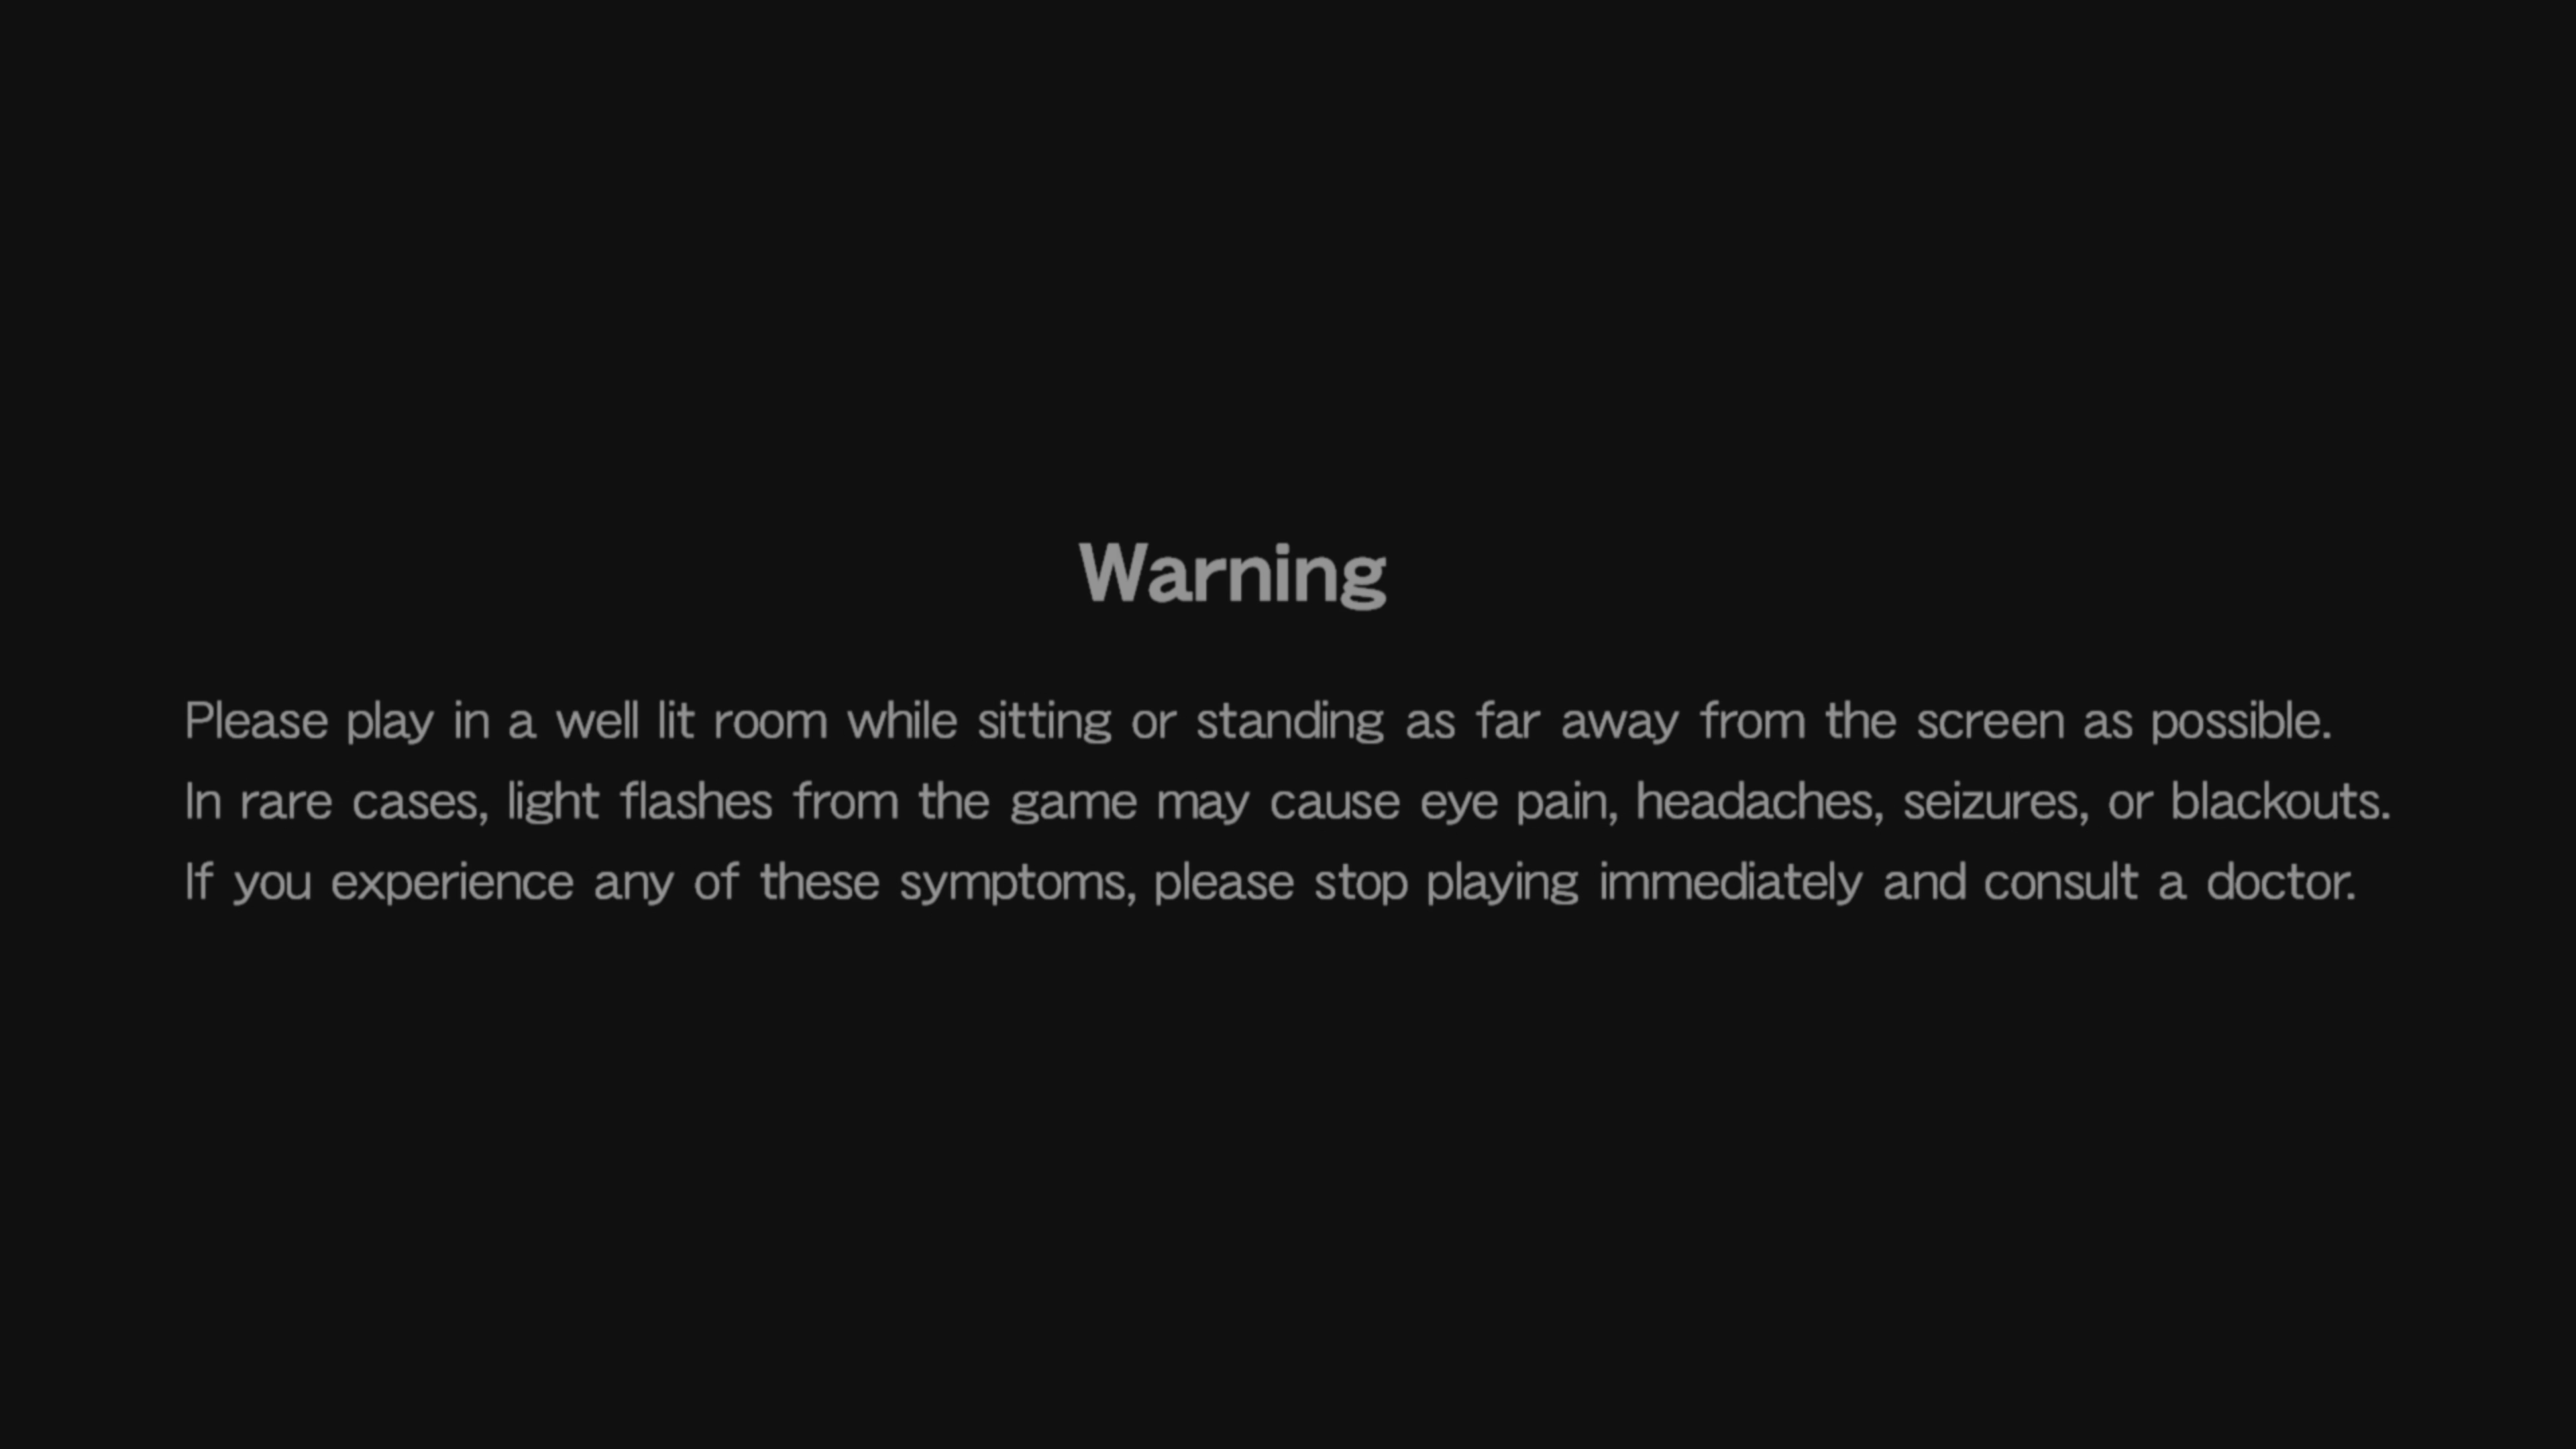 Warning
Please play in a well lit room while sitting or standing as far away from the screen as possible.
In rare cases, light flashes from the game may cause eye pain, headaches, seizures, or blackouts.
If you experience any of these symptoms, please stop playing immediately and consult a doctor.